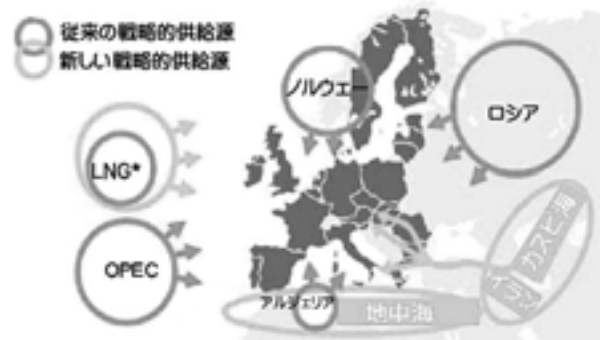 従来の戦略的供給源
新しい戦略的供給源
ノルウェー
ロシア
LNG*
OPEC
カスピ海
イラン
アルジェリア
地中海